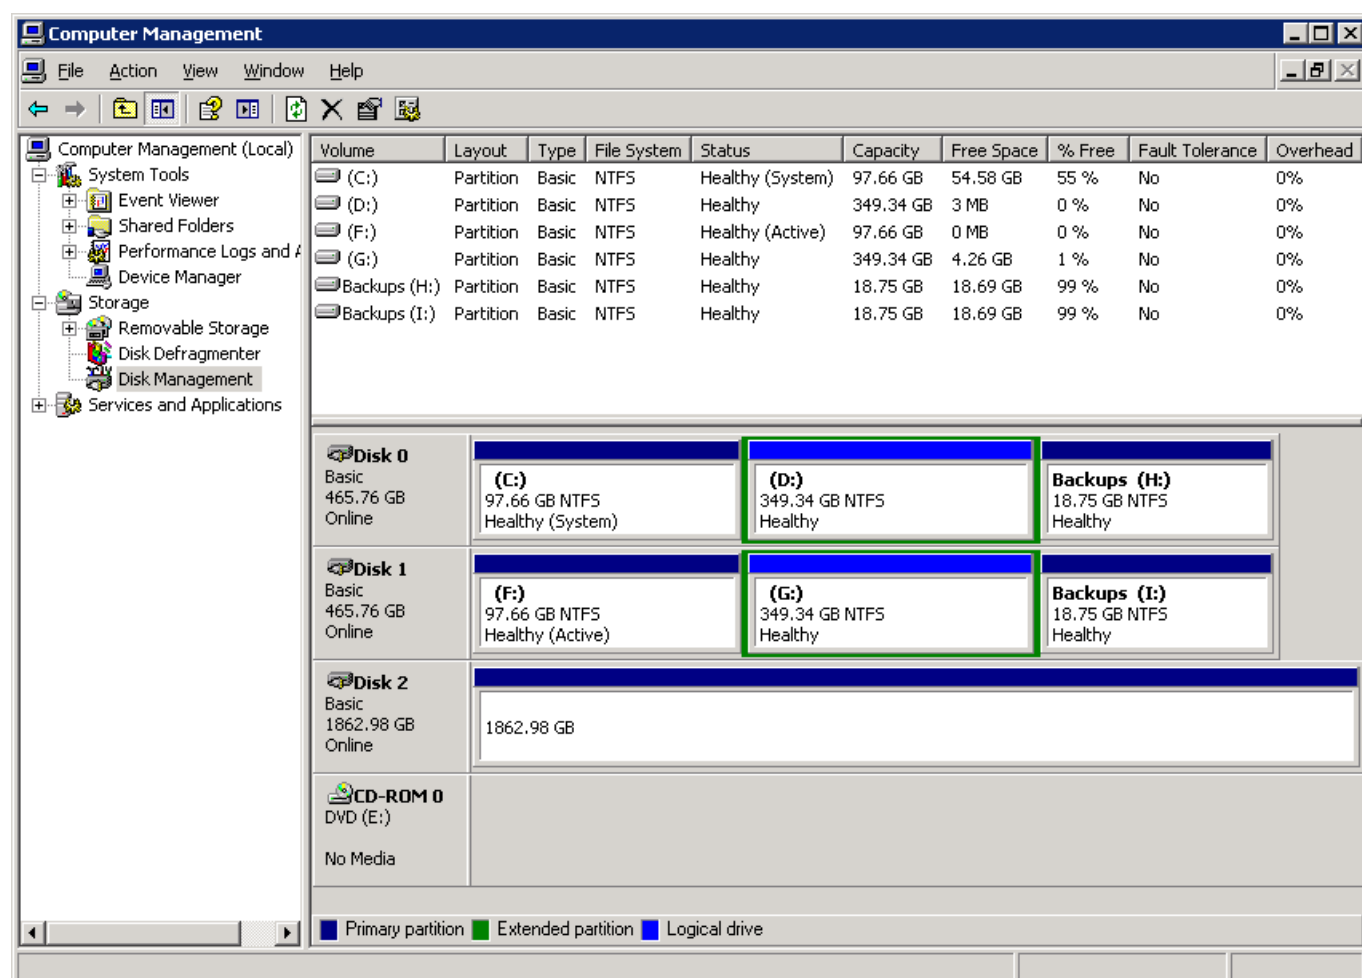 Computer Management
File Action View Window Help
Computer Management (Local)
System Tools
Event Viewer
Shared Folders
Performance Logs and A
Device Manager
Storage
Removable Storage
Disk Defragmenter
Disk Management
Services and Applications
Volume Layout Type File System Status Capacity Free Space % Free Fault Tolerance Overhead
(C:) Partition Basic NTFS Healthy (System) 97.66 GB 54.58 GB 55 % No 0%
(D:) Partition Basic NTFS Healthy 349.34 GB 3 MB 0 % No 0%
(F:) Partition Basic NTFS Healthy (Active) 97.66 GB 0 MB 0 % No 0%
(G:) Partition Basic NTFS Healthy 349.34 GB 4.26 GB 1 % No 0%
Backups (H:) Partition Basic NTFS Healthy 18.75 GB 18.69 GB 99 % No 0%
Backups (I:) Partition Basic NTFS Healthy 18.75 GB 18.69 GB 99 % No 0%
Disk 0
Basic
465.76 GB
Online
(C:)
97.66 GB NTFS
Healthy (System)
(D:)
349.34 GB NTFS
Healthy
Backups (H:)
18.75 GB NTFS
Healthy
Disk 1
Basic
465.76 GB
Online
(F:)
97.66 GB NTFS
Healthy (Active)
(G:)
349.34 GB NTFS
Healthy
Backups (I:)
18.75 GB NTFS
Healthy
Disk 2
Basic
1862.98 GB
Online
1862.98 GB
CD-ROM 0
DVD (E:)
No Media
Primary partition Extended partition Logical drive